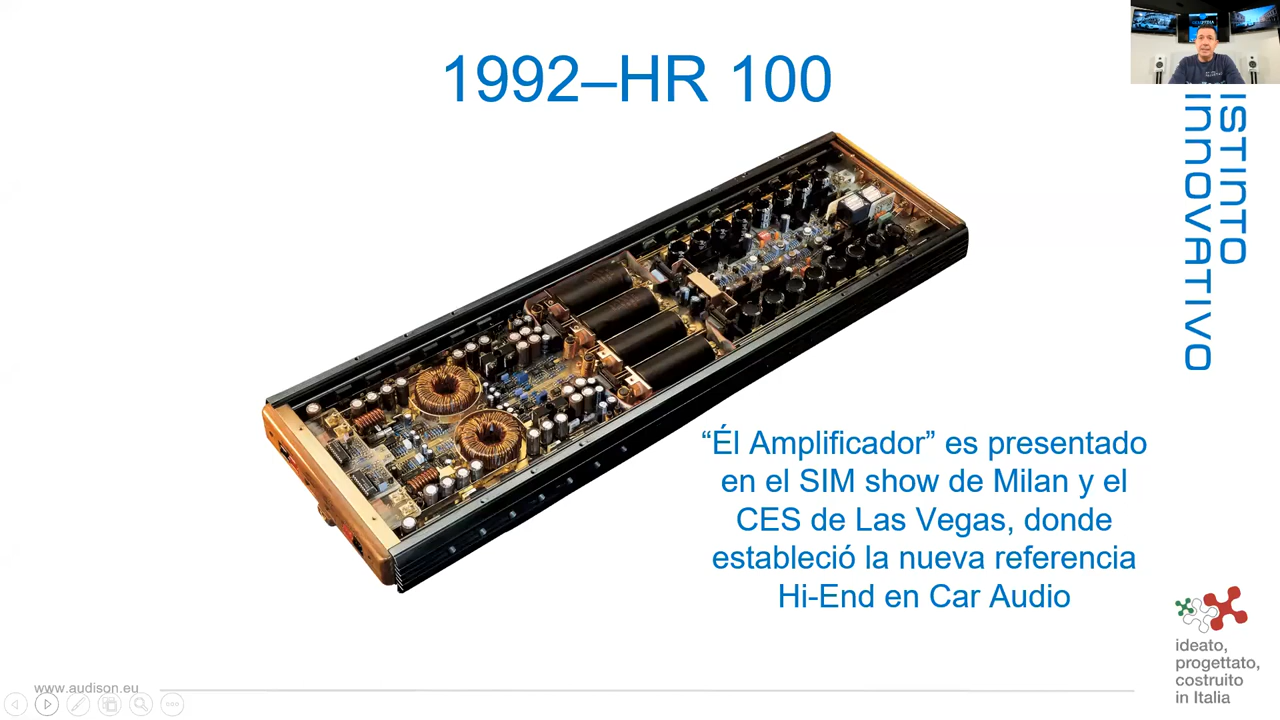 1992–HR 100
ISTINTO
INNOVATIVO
“Él Amplificador” es presentado
en el SIM show de Milan y el
CES de Las Vegas, donde
estableció la nueva referencia
Hi-End en Car Audio
ideato,
progettato,
costruito
in Italia
www.audison.eu